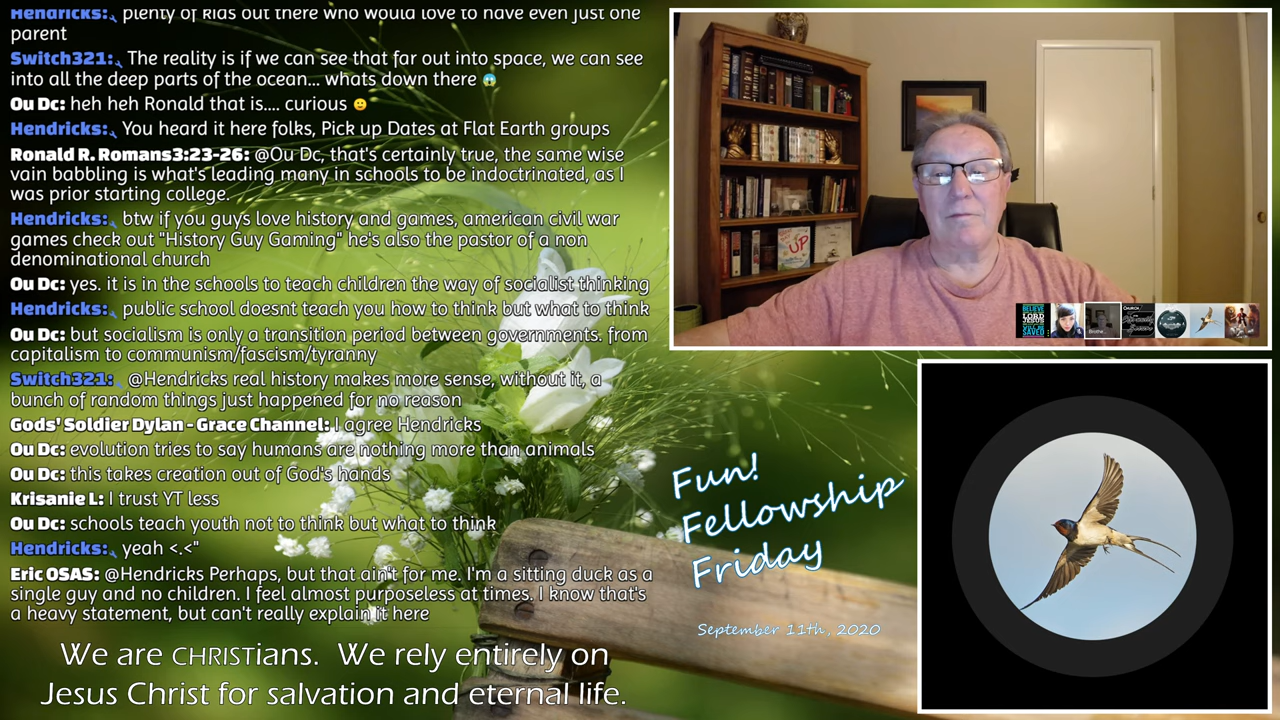 Hendricks: plenty of kids out there who would love to have even just one
parent
Switch321: The reality is if we can see that far out into space, we can see
into all the deep parts of the ocean... whats down there 😱
Ou Dc: heh heh Ronald that is.... curious 🙂
Hendricks: You heard it here folks, Pick up Dates at Flat Earth groups
Ronald R. Romans3:23-26: @Ou Dc, that's certainly true, the same wise
vain babbling is what's leading many in schools to be indoctrinated, as I
was prior starting college.
Hendricks: btw if you guys love history and games, american civil war
games check out "History Guy Gaming" he's also the pastor of a non
denominational church
Ou Dc: yes. it is in the schools to teach children the way of socialist thinking
Hendricks: public school doesnt teach you how to think but what to think
Ou Dc: but socialism is only a transition period between governments. from
capitalism to communism/fascism/tyranny
Switch321: @Hendricks real history makes more sense, without it, a
bunch of random things just happened for no reason
Gods' Soldier Dylan - Grace Channel: I agree Hendricks
Ou Dc: evolution tries to say humans are nothing more than animals
Ou Dc: this takes creation out of God's hands
Krisanie L: I trust YT less
Ou Dc: schools teach youth not to think but what to think
Hendricks: yeah <.<"
Eric OSAS: @Hendricks Perhaps, but that ain't for me. I'm a sitting duck as a
single guy and no children. I feel almost purposeless at times. I know that's
a heavy statement, but can't really explain it here
We are CHRISTians. We rely entirely on
Jesus Christ for salvation and eternal life.
UP
BELIEVE
LORD
JESUS
SAVED
Brothe...
CHURCH
Fun!
Fellowship
Friday
September 11th, 2020